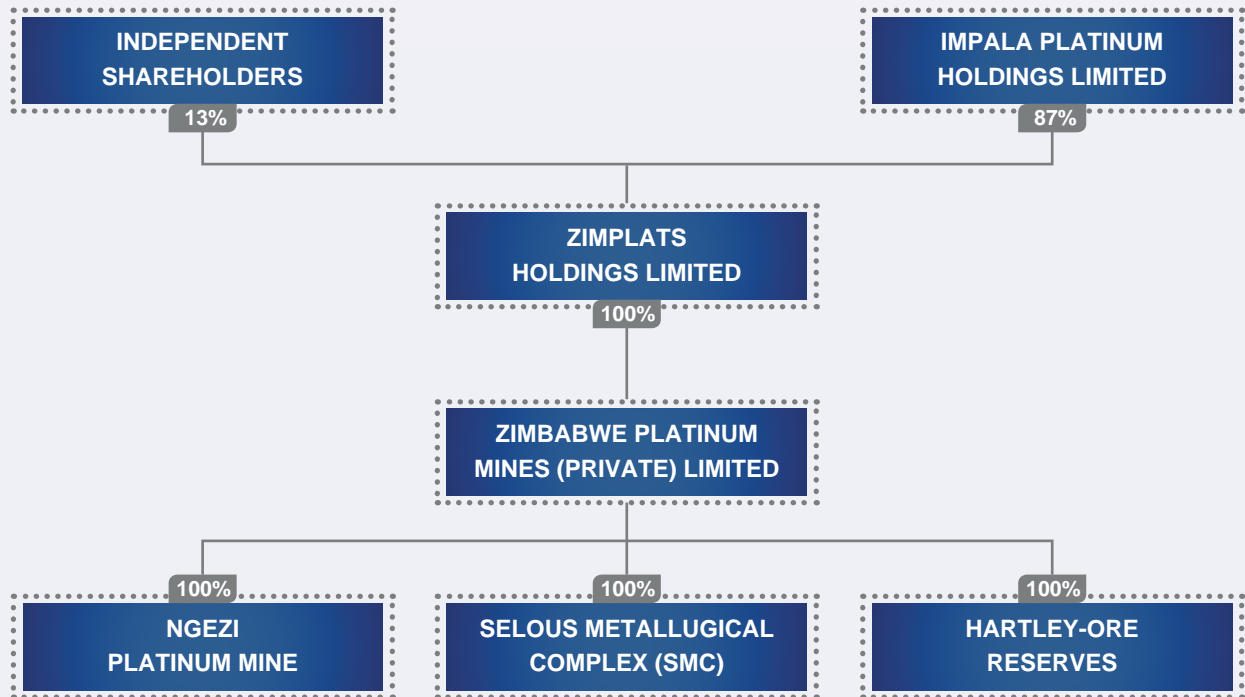 INDEPENDENT
SHAREHOLDERS
13%
IMPALA PLATINUM
HOLDINGS LIMITED
87%
ZIMPLATS
HOLDINGS LIMITED
100%
ZIMBABWE PLATINUM
MINES (PRIVATE) LIMITED
100%
NGEZI
PLATINUM MINE
100%
SELOUS METALLUGICAL
COMPLEX (SMC)
100%
HARTLEY-ORE
RESERVES